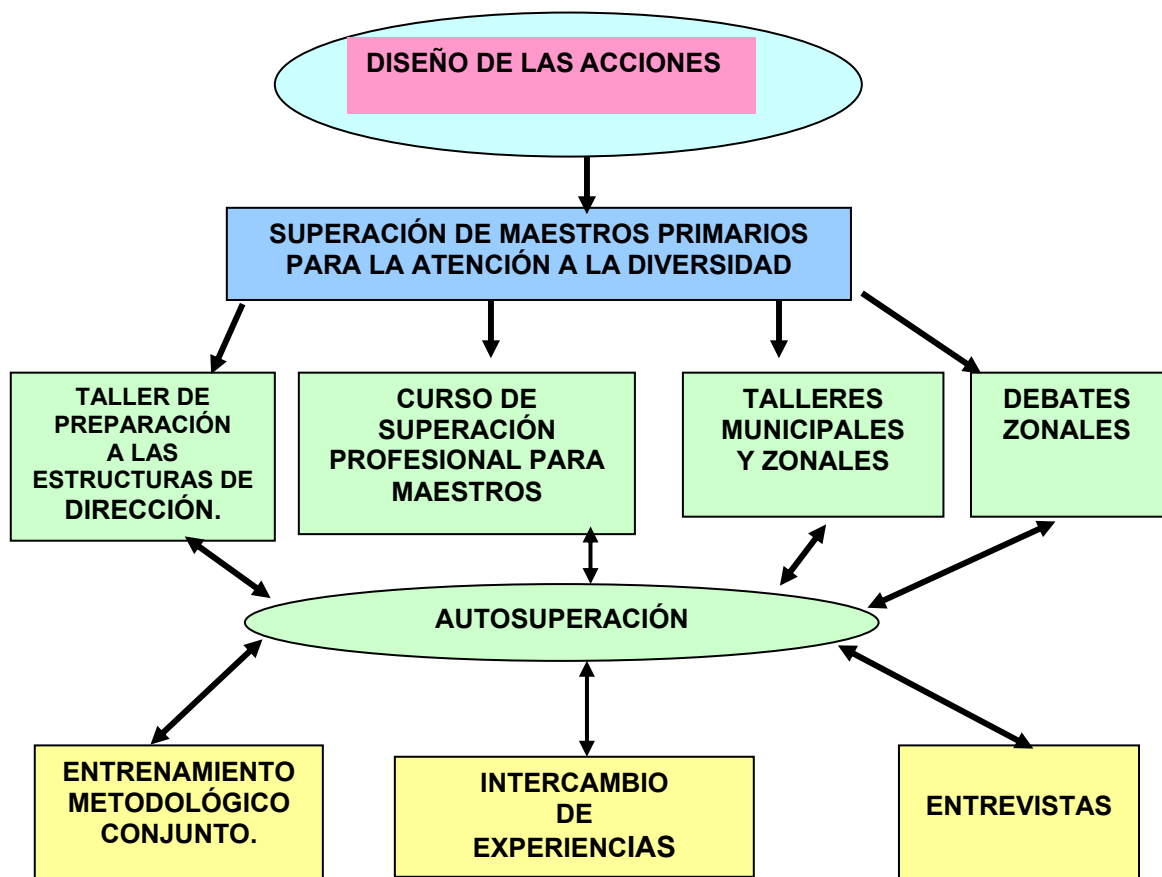 DISEÑO DE LAS ACCIONES
SUPERACIÓN DE MAESTROS PRIMARIOS
PARA LA ATENCIÓN A LA DIVERSIDAD
TALLER DE
PREPARACIÓN
A LAS
ESTRUCTURAS DE
DIRECCIÓN.
CURSO DE
SUPERACIÓN
PROFESIONAL PARA
MAESTROS
TALLERES
MUNICIPALES
Y ZONALES
DEBATES
ZONALES
AUTOSUPERACIÓN
ENTRENAMIENTO
METODOLÓGICO
CONJUNTO.
INTERCAMBIO
DE
EXPERIENCIAS
ENTREVISTAS